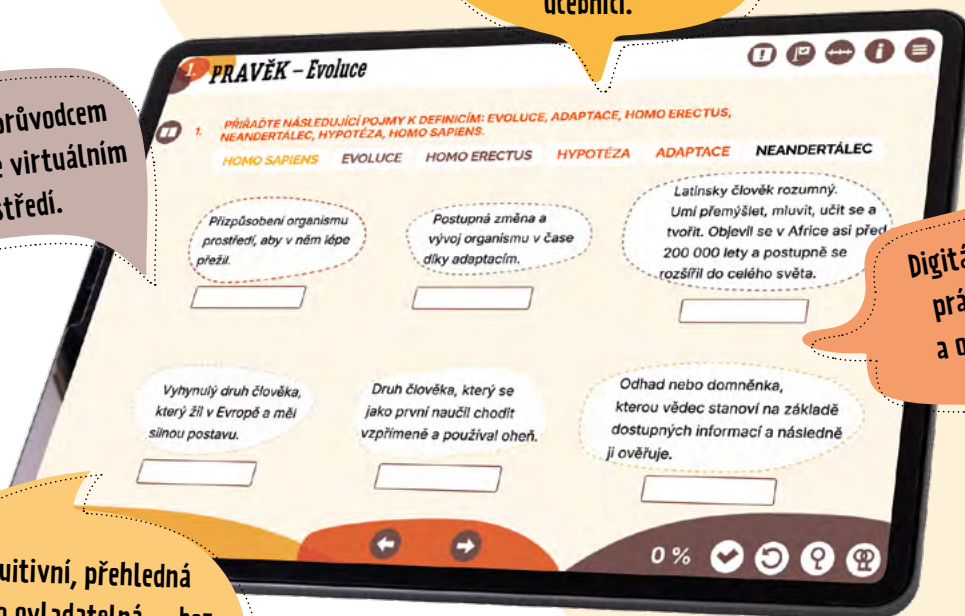 učebnici.
průvodcem
e virtuálním
středí.
1. PRAVĚK – Evoluce
1. PŘIŘAĎTE NÁSLEDUJÍCÍ POJMY K DEFINICÍM: EVOLUCE, ADAPTACE, HOMO ERECTUS,
NEANDERTÁLEC, HYPOTÉZA, HOMO SAPIENS.
HOMO SAPIENS EVOLUCE HOMO ERECTUS HYPOTÉZA ADAPTACE NEANDERTÁLEC
Přizpůsobení organismu
prostředí, aby v něm lépe
přežil.
Postupná změna a
vývoj organismu v čase
díky adaptacím.
Latinsky člověk rozumný.
Umí přemýšlet, mluvit, učit se a
tvořit. Objevil se v Africe asi před
200 000 lety a postupně se
rozšířil do celého světa.
Digitá
prá
a o
Vyhynulý druh člověka,
který žil v Evropě a měl
silnou postavu.
Druh člověka, který se
jako první naučil chodit
vzpřímeně a používal oheň.
Odhad nebo domněnka,
kterou vědec stanoví na základě
dostupných informací a následně
ji ověřuje.
0 %
uitivní, přehledná